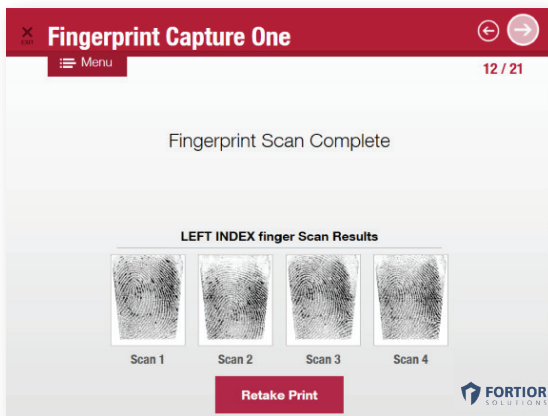 EXIT
Fingerprint Capture One
Menu
12 / 21
Fingerprint Scan Complete
LEFT INDEX finger Scan Results
Scan 1 Scan 2 Scan 3 Scan 4
Retake Print
FORTIOR
SOLUTIONS